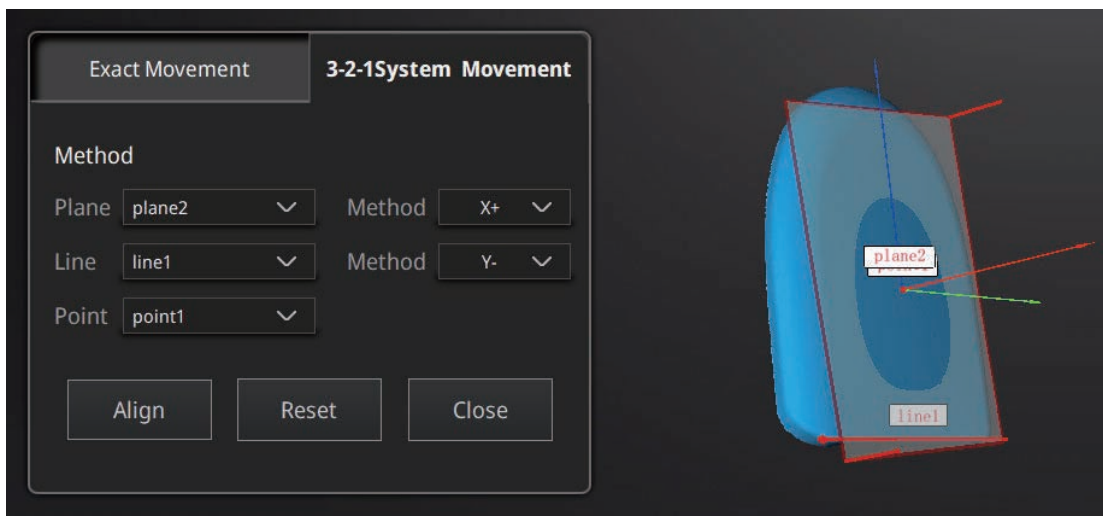 Exact Movement
3-2-1System Movement
Method
Plane plane2 Method X+
Line line1 Method Y-
Point point1
Align Reset Close
plane2
line1